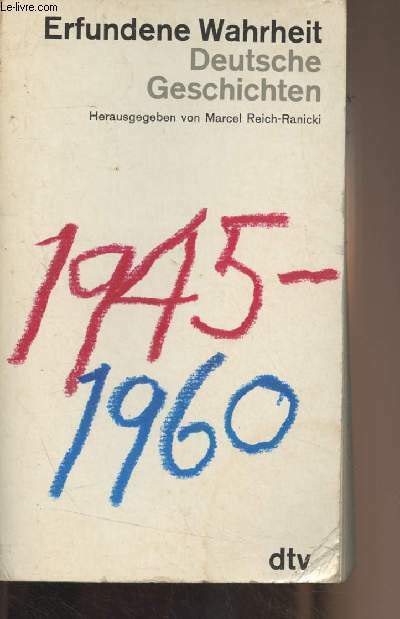 Le-livre.com
Erfundene Wahrheit
Deutsche
Geschichten
Herausgegeben von Marcel Reich-Ranicki
1945–
1960
dtv